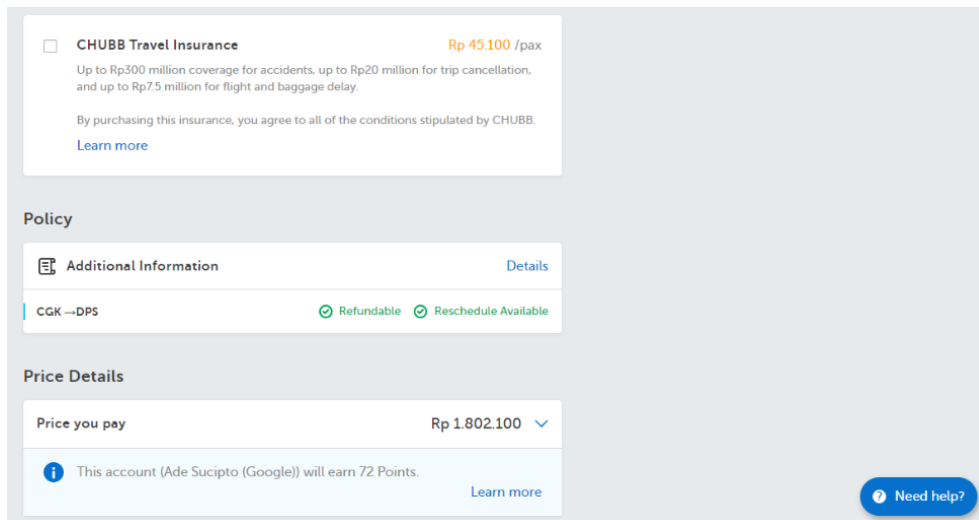 CHUBB Travel Insurance Rp 45.100 /pax
Up to Rp300 million coverage for accidents, up to Rp20 million for trip cancellation,
and up to Rp7.5 million for flight and baggage delay.
By purchasing this insurance, you agree to all of the conditions stipulated by CHUBB.
Learn more
Policy
Additional Information Details
CGK →DPS Refundable Reschedule Available
Price Details
Price you pay Rp 1.802.100
This account (Ade Sucipto (Google)) will earn 72 Points.
Learn more
Need help?